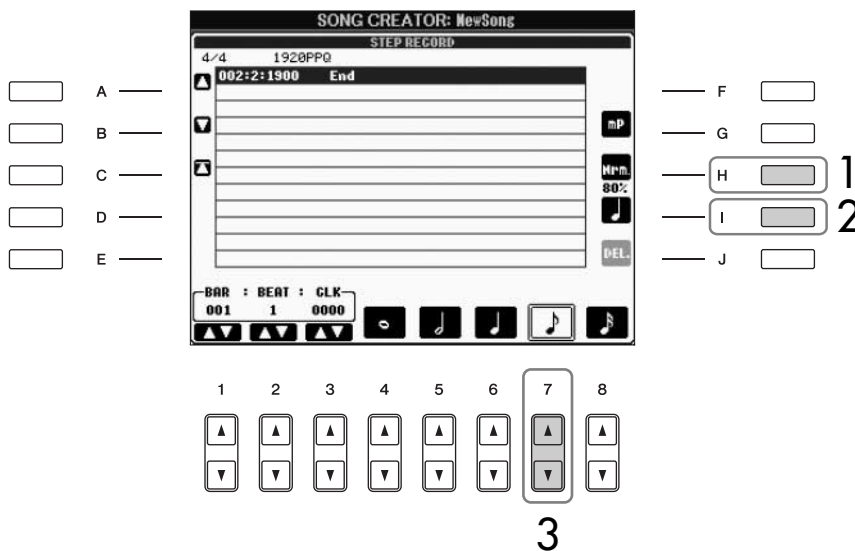 SONG CREATOR: NewSong
STEP RECORD
4/4 1920PPQ
002:2:1900 End
A
B
C
D
E
mP
Nrm.
80%
DEL.
F
G
H
I
J
1
2
BAR : BEAT : CLK
001 1 0000
1 2 3 4 5 6 7 8
3